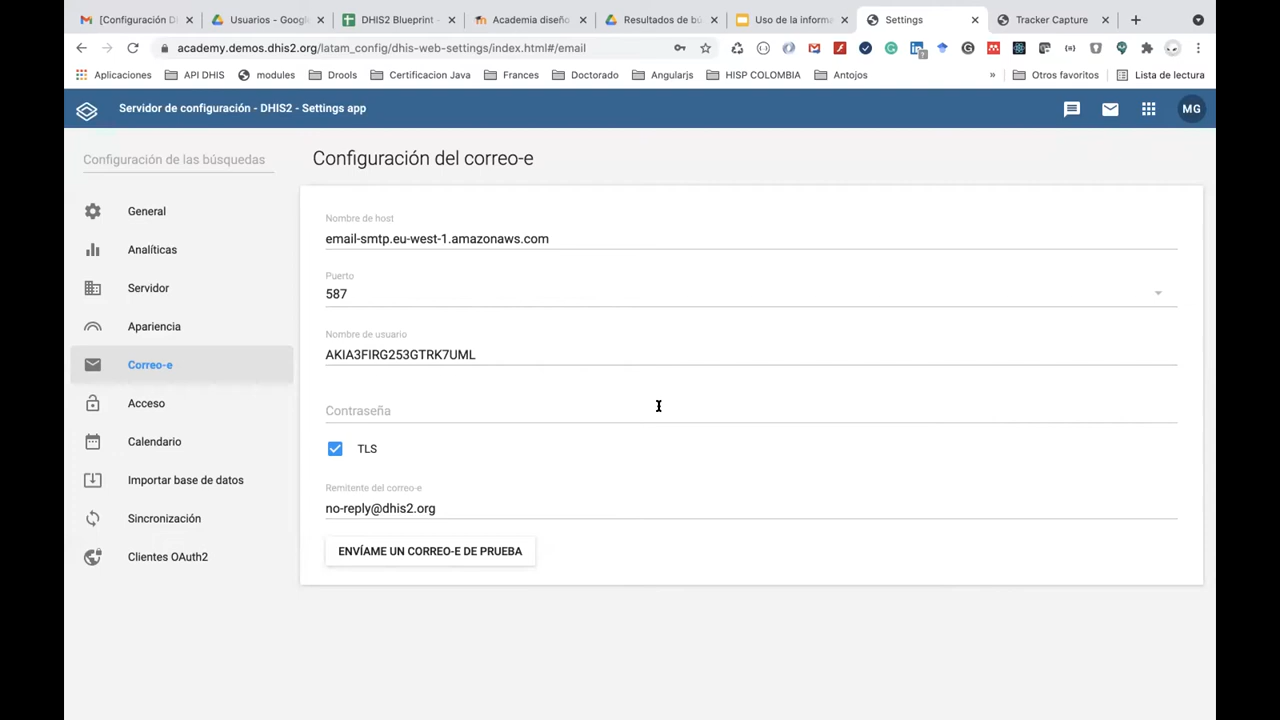 [Configuración D
Usuarios - Google
DHIS2 Blueprint -
Academia diseño
Resultados de bú
Uso de la informa
Settings
Tracker Capture
academy.demos.dhis2.org/latam_config/dhis-web-settings/index.html#/email
Aplicaciones
API DHIS
modules
Drools
Certificacion Java
Frances
Doctorado
Angularjs
HISP COLOMBIA
Antojos
»
Otros favoritos
Lista de lectura
Servidor de configuración - DHIS2 - Settings app
MG
Configuración de las búsquedas
General
Analíticas
Servidor
Apariencia
Correo-e
Acceso
Calendario
Importar base de datos
Sincronización
Clientes OAuth2
Configuración del correo-e
Nombre de host
email-smtp.eu-west-1.amazonaws.com
Puerto
587
Nombre de usuario
AKIA3FIRG253GTRK7UML
Contraseña
TLS
Remitente del correo-e
no-reply@dhis2.org
ENVÍAME UN CORREO-E DE PRUEBA